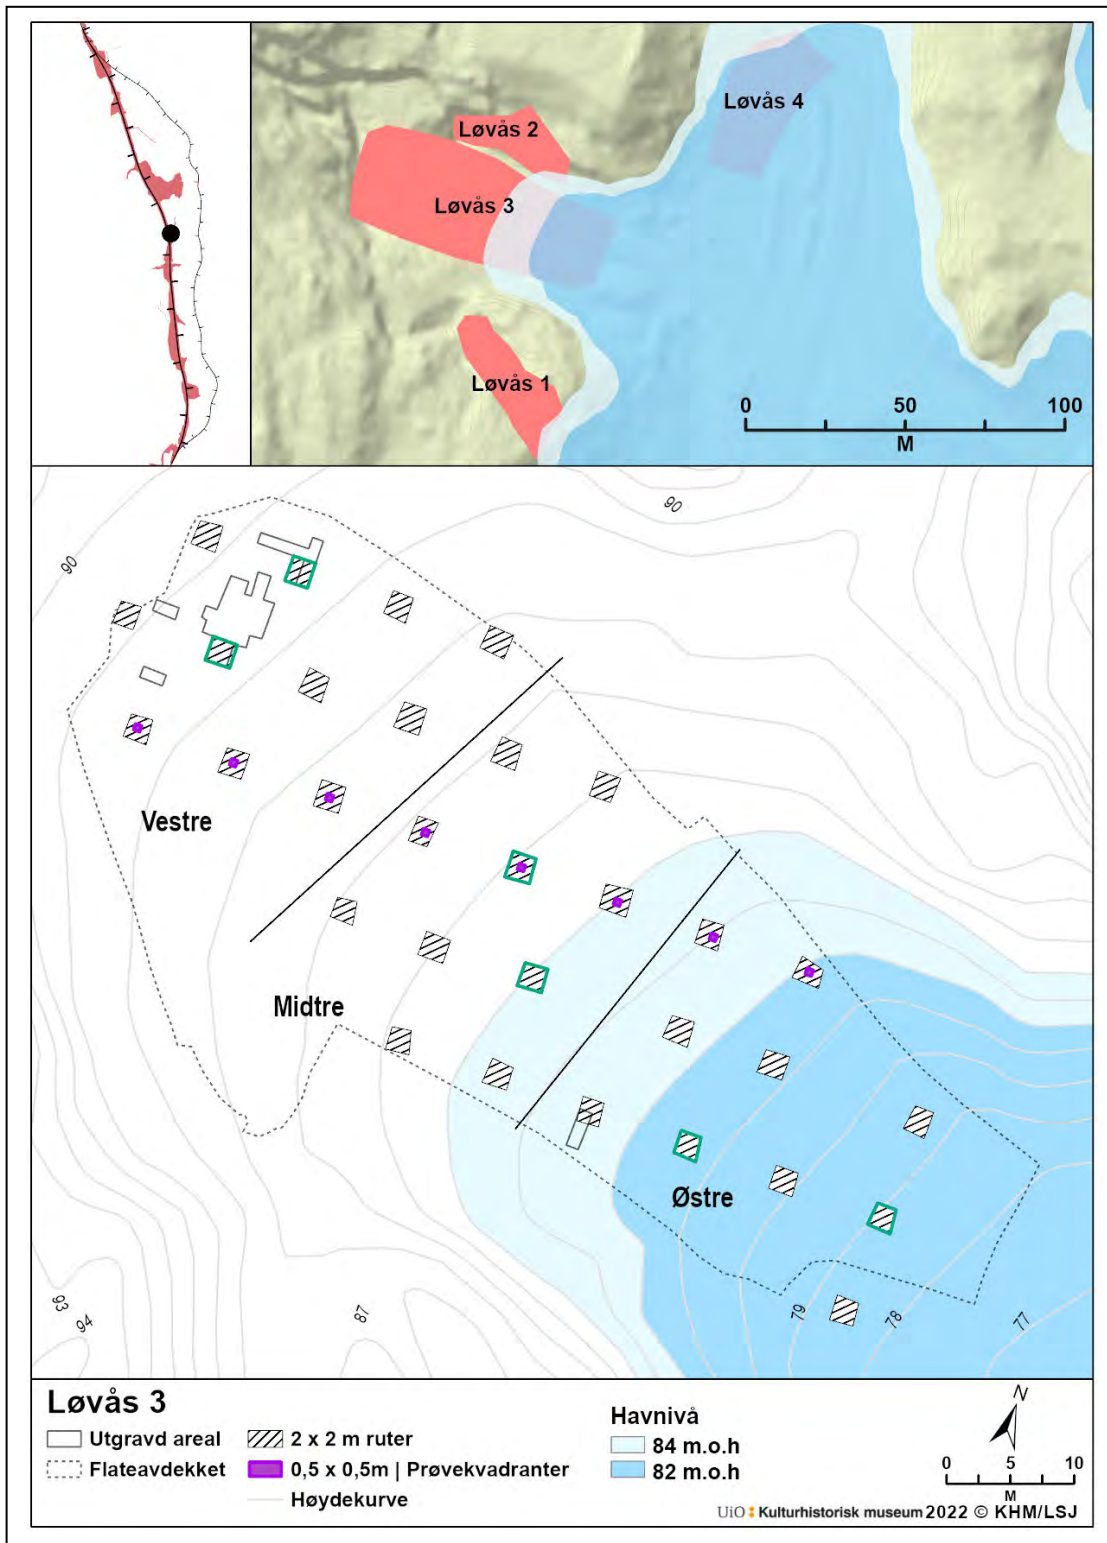 Løvås 4
Løvås 2
Løvås 3
Løvås 1
0 50 100
M
90
90
Vestre
Midtre
Østre
93
94
87
79
78
77
Løvås 3
Utgravd areal
Flateavdekket
2 x 2 m ruter
0,5 x 0,5m | Prøvekvadranter
Høydekurve
Havnivå
84 m.o.h
82 m.o.h
N
0 5 10
M
UiO Kulturhistorisk museum 2022 © KHM/LSJ